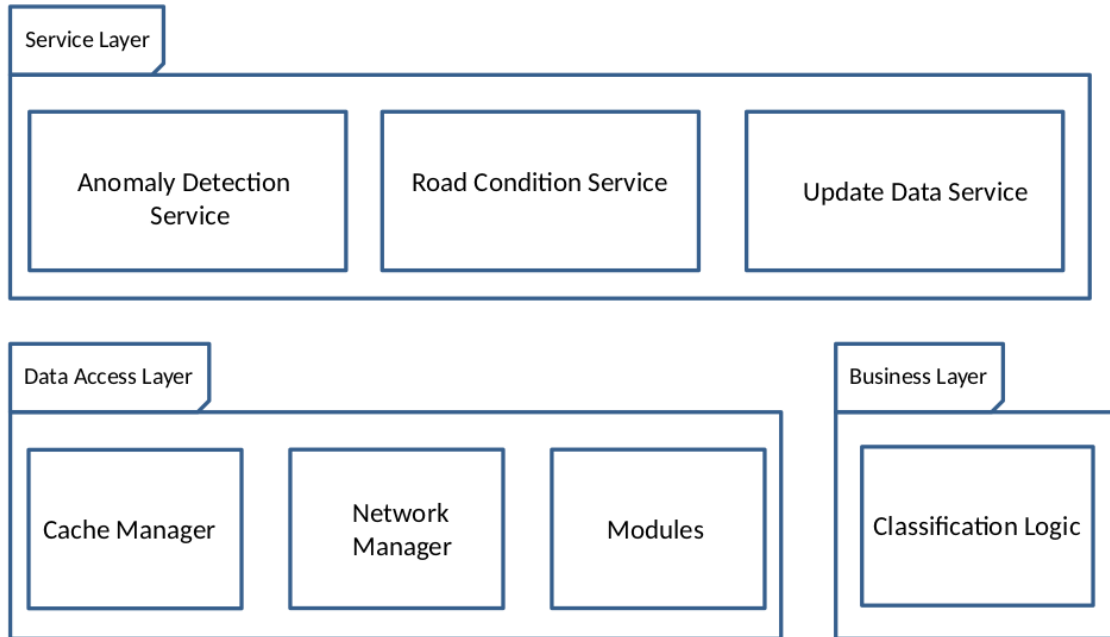 Service Layer
Anomaly Detection
Service
Road Condition Service
Update Data Service
Data Access Layer
Cache Manager
Network
Manager
Modules
Business Layer
Classification Logic